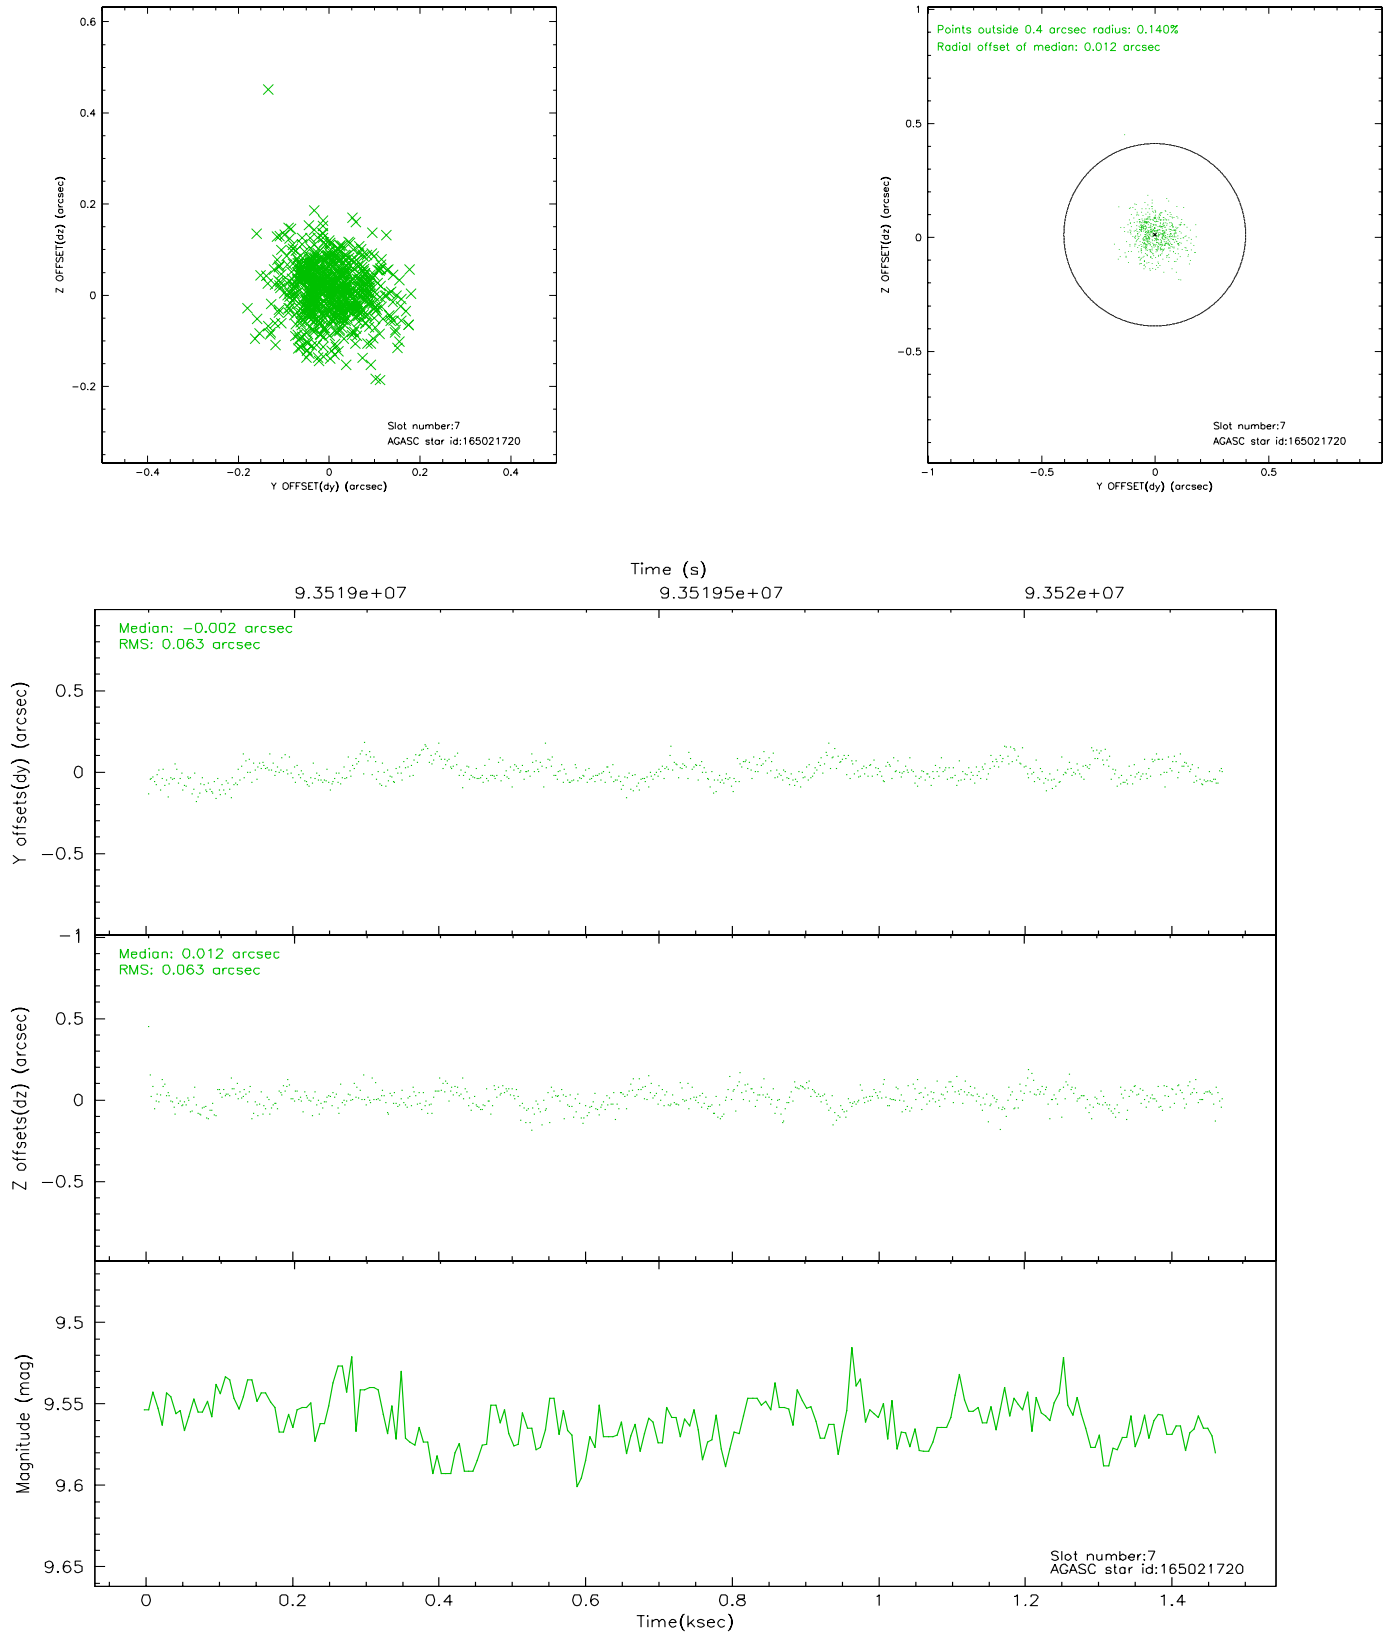 0.6
0.4
0.2
0
−0.2
Z OFFSET(dz) (arcsec)
−0.4
−0.2
0
0.2
0.4
Y OFFSET(dy) (arcsec)
Slot number:7
AGASC star id:165021720
Points outside 0.4 arcsec radius: 0.140%
Radial offset of median: 0.012 arcsec
1
0.5
0
−0.5
Z OFFSET(dz) (arcsec)
−1
−0.5
0
0.5
Y OFFSET(dy) (arcsec)
Slot number:7
AGASC star id:165021720
Time (s)
9.3519e+07
9.35195e+07
9.352e+07
Median: −0.002 arcsec
RMS: 0.063 arcsec
0.5
0
−0.5
−1
Y offsets(dy) (arcsec)
Median: 0.012 arcsec
RMS: 0.063 arcsec
0.5
0
−0.5
Z offsets(dz) (arcsec)
9.5
9.55
9.6
9.65
Magnitude (mag)
Slot number:7
AGASC star id:165021720
0
0.2
0.4
0.6
0.8
1
1.2
1.4
Time(ksec)